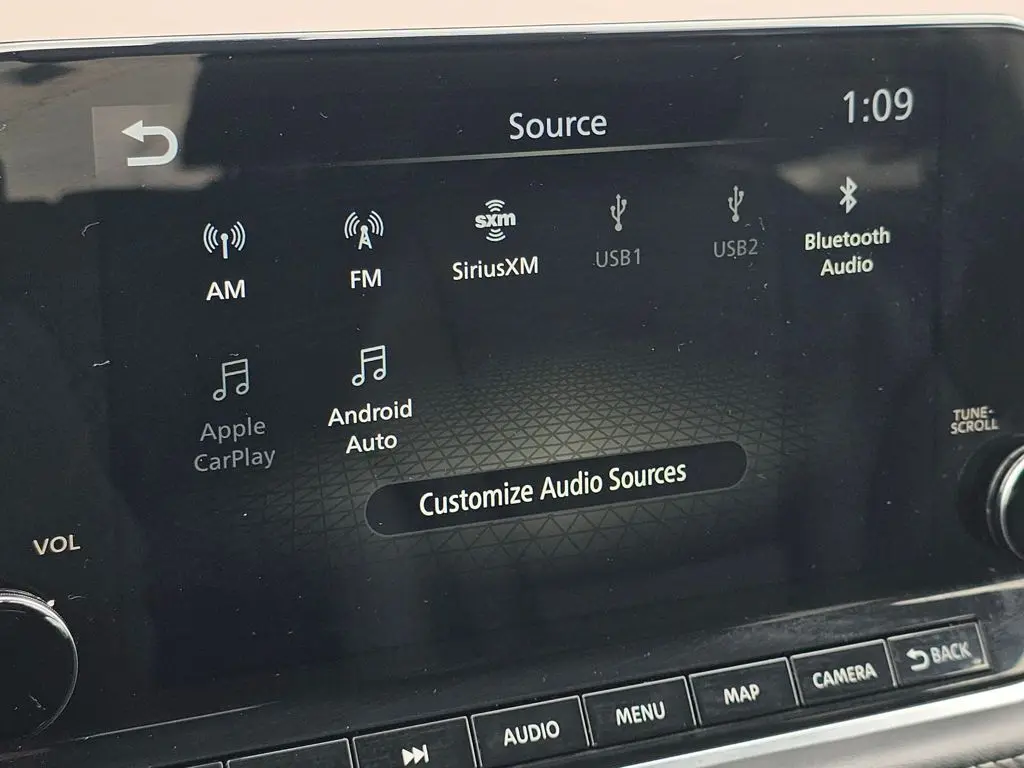 Source
1:09
AM
FM
sxm
SiriusXM
USB1
USB2
Bluetooth
Audio
Apple
CarPlay
Android
Auto
Customize Audio Sources
VOL
TUNE-
SCROLL
AUDIO
MENU
MAP
CAMERA
BACK